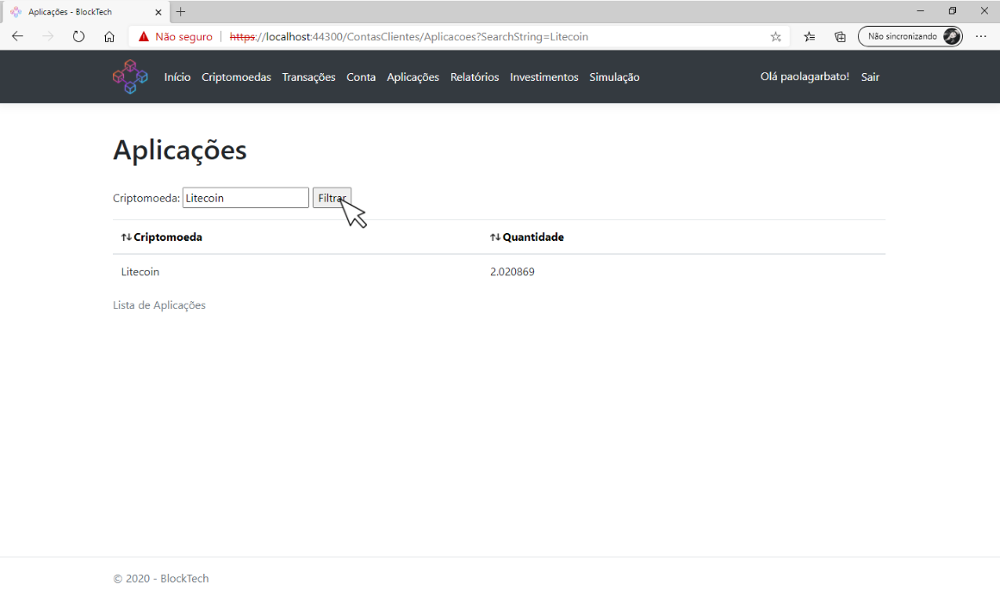 Aplicações - BlockTech
Não seguro https://localhost:44300/ContasClientes/Aplicacoes?SearchString=Litecoin Não sincronizando
Início Criptomoedas Transações Conta Aplicações Relatórios Investimentos Simulação Olá paolagarbato! Sair
Aplicações
Criptomoeda: Litecoin Filtrar
Criptomoeda Quantidade
Litecoin 2.020869
Lista de Aplicações
© 2020 - BlockTech